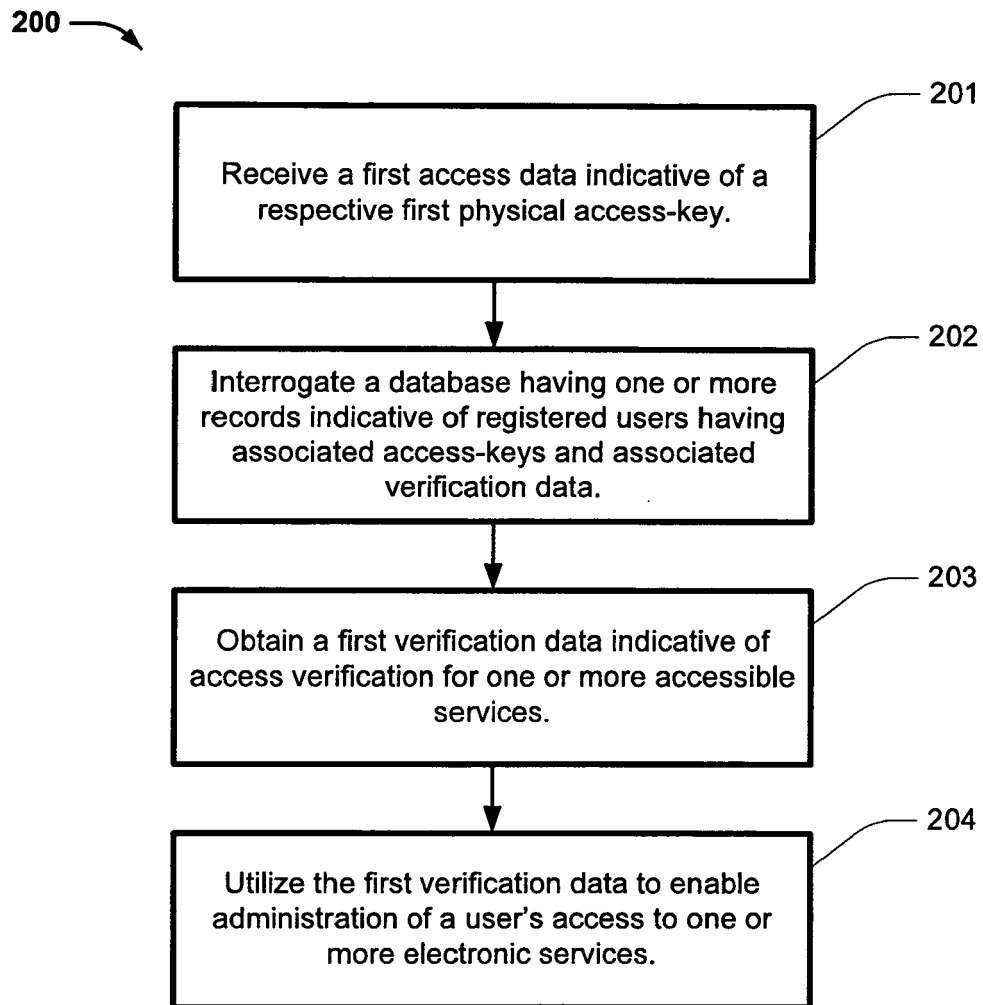 200
201
Receive a first access data indicative of a
respective first physical access-key.
202
Interrogate a database having one or more
records indicative of registered users having
associated access-keys and associated
verification data.
203
Obtain a first verification data indicative of
access verification for one or more accessible
services.
204
Utilize the first verification data to enable
administration of a user's access to one or
more electronic services.